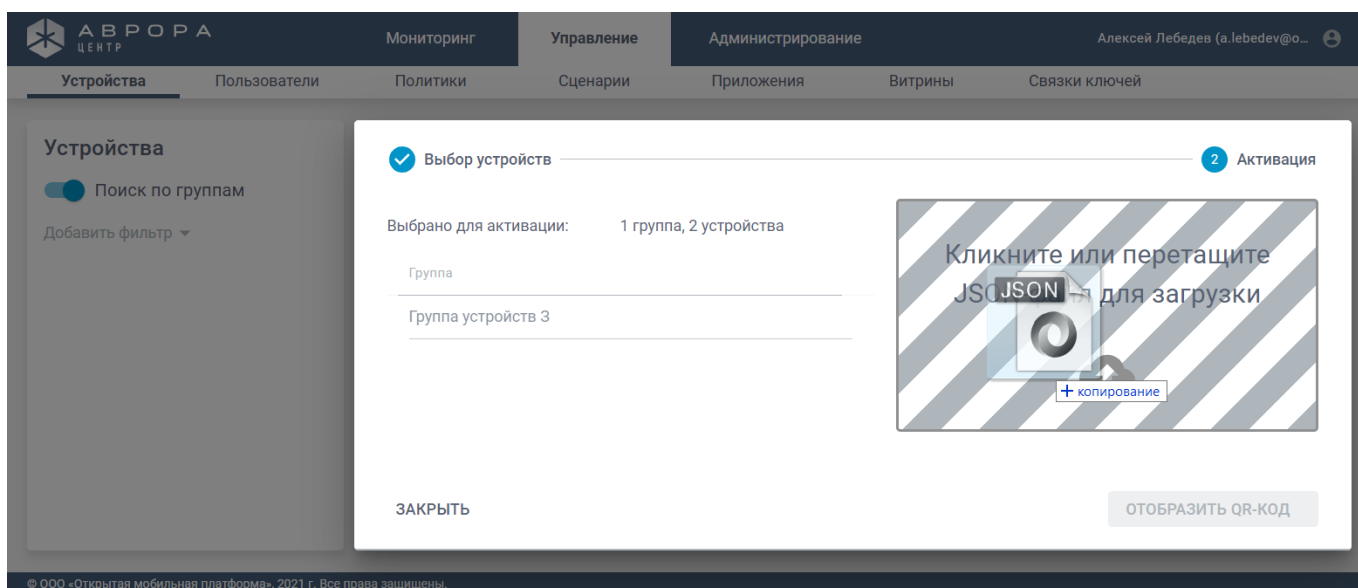 АВРОРА
ЦЕНТР
Мониторинг
Управление
Администрирование
Алексей Лебедев (a.lebedev@o...
Устройства
Пользователи
Политики
Сценарии
Приложения
Витрины
Связки ключей
Устройства
Поиск по группам
Добавить фильтр
Выбор устройств
2 Активация
Выбрано для активации: 1 группа, 2 устройства
Группа
Группа устройств 3
Кликните или перетащите
для загрузки
JSON
+ копирование
ЗАКРЫТЬ
ОТОБРАЗИТЬ QR-КОД
© ООО «Открытая мобильная платформа», 2021 г. Все права защищены.